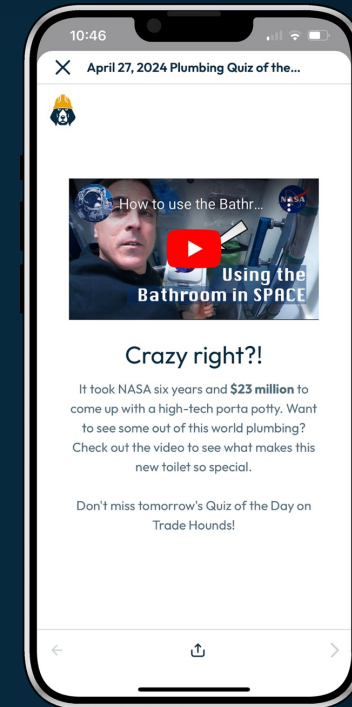 10:46
April 27, 2024 Plumbing Quiz of the...
How to use the Bathr...
NASA
Using the
Bathroom in SPACE
Crazy right?!
It took NASA six years and $23 million to
come up with a high-tech porta potty. Want
to see some out of this world plumbing?
Check out the video to see what makes this
new toilet so special.
Don't miss tomorrow's Quiz of the Day on
Trade Hounds!